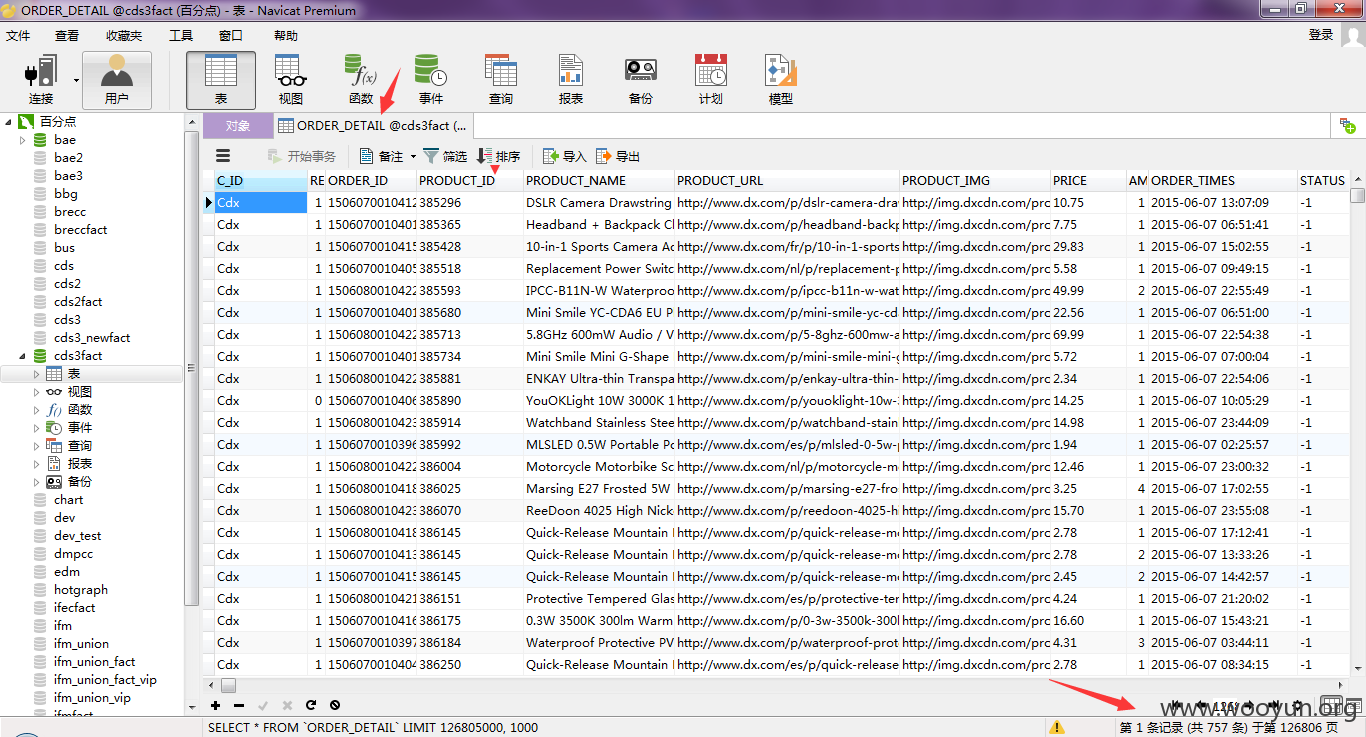 ORDER_DETAIL @cds3fact (百分点) - 表 - Navicat Premium
文件 查看 收藏夹 工具 窗口 帮助 登录
连接 用户 表 视图 函数 事件 查询 报表 备份 计划 模型
百分点
bae
bae2
bae3
bbg
brecc
breccfact
bus
cds
cds2
cds2fact
cds3
cds3_newfact
cds3fact
表
视图
函数
事件
查询
报表
备份
chart
dev
dev_test
dmpcc
edm
hotgraph
ifecfact
ifm
ifm_union
ifm_union_fact
ifm_union_fact_vip
ifm_union_vip
ifmfact
对象 ORDER_DETAIL @cds3fact (...
开始事务 备注 筛选 排序 导入 导出
C_ID RE ORDER_ID PRODUCT_ID PRODUCT_NAME PRODUCT_URL PRODUCT_IMG PRICE AM ORDER_TIMES STATUS
Cdx 1 1506070010412 385296 DSLR Camera Drawstring http://www.dx.com/p/dslr-camera-dra http://img.dxcdn.com/prc 10.75 1 2015-06-07 13:07:09 -1
Cdx 1 1506070010401 385365 Headband + Backpack Cl http://www.dx.com/p/headband-backp http://img.dxcdn.com/prc 7.75 1 2015-06-07 06:51:41 -1
Cdx 1 1506070010415 385428 10-in-1 Sports Camera Ac http://www.dx.com/fr/p/10-in-1-sports http://img.dxcdn.com/prc 29.83 1 2015-06-07 15:02:55 -1
Cdx 1 1506070010405 385518 Replacement Power Switc http://www.dx.com/nl/p/replacement-p http://img.dxcdn.com/prc 5.58 1 2015-06-07 09:49:15 -1
Cdx 1 1506080010422 385593 IPCC-B11N-W Waterproo http://www.dx.com/p/ipcc-b11n-w-wat http://img.dxcdn.com/prc 49.99 2 2015-06-07 22:55:49 -1
Cdx 1 1506070010401 385680 Mini Smile YC-CDA6 EU P http://www.dx.com/p/mini-smile-yc-cd http://img.dxcdn.com/prc 22.56 1 2015-06-07 06:51:00 -1
Cdx 1 1506080010422 385713 5.8GHz 600mW Audio / V http://www.dx.com/p/5-8ghz-600mw-a http://img.dxcdn.com/prc 69.99 1 2015-06-07 22:54:38 -1
Cdx 1 1506070010401 385734 Mini Smile Mini G-Shape http://www.dx.com/p/mini-smile-mini-g http://img.dxcdn.com/prc 5.72 1 2015-06-07 07:00:04 -1
Cdx 1 1506080010422 385881 ENKAY Ultra-thin Transpa http://www.dx.com/p/enkay-ultra-thin- http://img.dxcdn.com/prc 2.34 1 2015-06-07 22:54:06 -1
Cdx 0 1506070010406 385890 YouOKLight 10W 3000K 1 http://www.dx.com/p/youoklight-10w- http://img.dxcdn.com/prc 14.25 1 2015-06-07 10:05:29 -1
Cdx 1 1506080010423 385914 Watchband Stainless Stee http://www.dx.com/p/watchband-stain http://img.dxcdn.com/prc 14.98 1 2015-06-07 23:44:09 -1
Cdx 1 1506070010396 385992 MLSLED 0.5W Portable Po http://www.dx.com/es/p/mlsled-0-5w-p http://img.dxcdn.com/prc 1.94 1 2015-06-07 02:25:57 -1
Cdx 1 1506080010422 386004 Motorcycle Motorbike Sc http://www.dx.com/nl/p/motorcycle-m http://img.dxcdn.com/prc 12.46 1 2015-06-07 23:00:32 -1
Cdx 1 1506080010418 386025 Marsing E27 Frosted 5W http://www.dx.com/p/marsing-e27-fro http://img.dxcdn.com/prc 3.25 4 2015-06-07 17:02:55 -1
Cdx 1 1506080010423 386070 ReeDoon 4025 High Nick http://www.dx.com/p/reedoon-4025-h http://img.dxcdn.com/prc 15.70 1 2015-06-07 23:55:08 -1
Cdx 1 1506080010418 386145 Quick-Release Mountain http://www.dx.com/p/quick-release-mo http://img.dxcdn.com/prc 2.78 1 2015-06-07 17:12:41 -1
Cdx 1 1506070010413 386145 Quick-Release Mountain http://www.dx.com/p/quick-release-mo http://img.dxcdn.com/prc 2.78 2 2015-06-07 13:33:26 -1
Cdx 1 1506070010415 386145 Quick-Release Mountain http://www.dx.com/p/quick-release-mo http://img.dxcdn.com/prc 2.45 2 2015-06-07 14:42:57 -1
Cdx 1 1506080010421 386151 Protective Tempered Glas http://www.dx.com/es/p/protective-ter http://img.dxcdn.com/prc 4.24 1 2015-06-07 21:20:02 -1
Cdx 1 1506070010416 386175 0.3W 3500K 300lm Warm http://www.dx.com/p/0-3w-3500k-300l http://img.dxcdn.com/prc 16.60 1 2015-06-07 15:43:21 -1
Cdx 1 1506070010397 386184 Waterproof Protective PV http://www.dx.com/p/waterproof-prot http://img.dxcdn.com/prc 4.31 3 2015-06-07 03:44:11 -1
Cdx 1 1506070010404 386250 Quick-Release Mountain http://www.dx.com/es/p/quick-release http://img.dxcdn.com/prc 2.78 1 2015-06-07 08:34:15 -1
www.wooyun.org
SELECT * FROM `ORDER_DETAIL` LIMIT 126805000, 1000 第 1 条记录 (共 757 条) 于第 126806 页